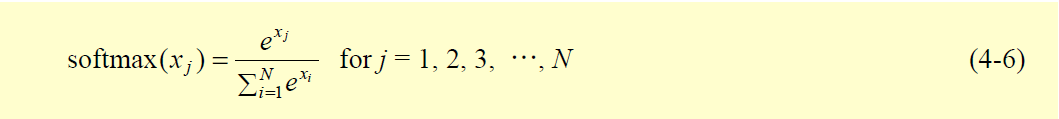 softmax(x_j) = e^{x_j} / ∑_{i=1}^{N} e^{x_i} for j = 1, 2, 3, ⋯, N (4-6)